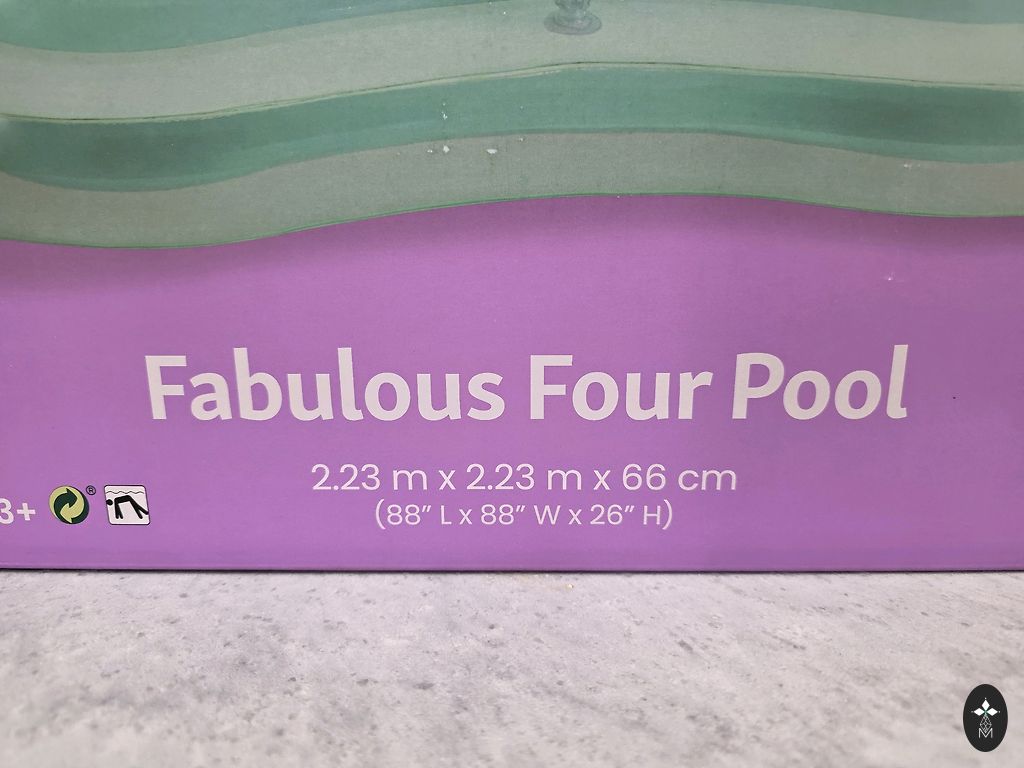 Fabulous Four Pool
2.23 m x 2.23 m x 66 cm
(88” L x 88” W x 26” H)
3+ ®
M